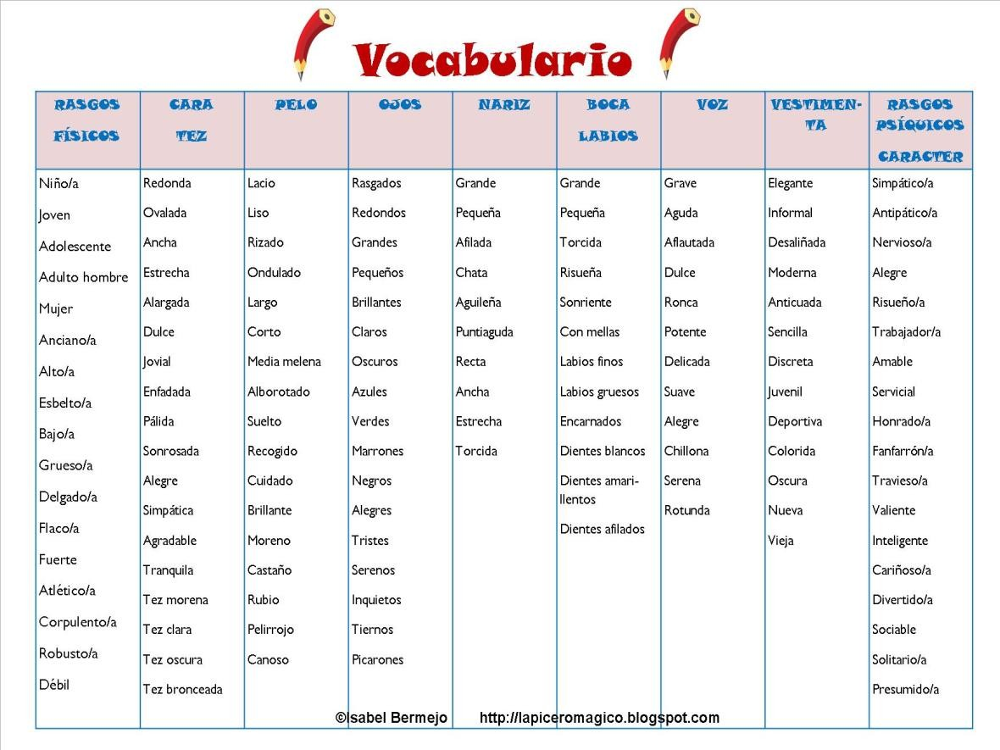 Vocabulario
RASGOS
FÍSICOS
CARA
TEZ
PELO
OJOS
NARIZ
BOCA
LABIOS
VOZ
VESTIMEN-
TA
RASGOS
PSÍQUICOS
CARACTER
Niño/a
Joven
Adolescente
Adulto hombre
Mujer
Anciano/a
Alto/a
Esbelto/a
Bajo/a
Grueso/a
Delgado/a
Flaco/a
Fuerte
Atlético/a
Corpulento/a
Robusto/a
Débil
Redonda
Ovalada
Ancha
Estrecha
Alargada
Dulce
Jovial
Enfadada
Pálida
Sonrosada
Alegre
Simpática
Agradable
Tranquila
Tez morena
Tez clara
Tez oscura
Tez bronceada
Lacio
Liso
Rizado
Ondulado
Largo
Corto
Media melena
Alborotado
Suelto
Recogido
Cuidado
Brillante
Moreno
Castaño
Rubio
Pelirrojo
Canoso
Rasgados
Redondos
Grandes
Pequeños
Brillantes
Claros
Oscuros
Azules
Verdes
Marrones
Negros
Alegres
Tristes
Serenos
Inquietos
Tiernos
Picarones
Grande
Pequeña
Afilada
Chata
Aguileña
Puntiaguda
Recta
Ancha
Estrecha
Torcida
Grande
Pequeña
Torcida
Risueña
Sonriente
Con mellas
Labios finos
Labios gruesos
Encarnados
Dientes blancos
Dientes amari-
llentos
Dientes afilados
Grave
Aguda
Aflautada
Dulce
Ronca
Potente
Delicada
Suave
Alegre
Chillona
Serena
Rotunda
Elegante
Informal
Desaliñada
Moderna
Anticuada
Sencilla
Discreta
Juvenil
Deportiva
Colorida
Oscura
Nueva
Vieja
Simpático/a
Antipático/a
Nervioso/a
Alegre
Risueño/a
Trabajador/a
Amable
Servicial
Honrado/a
Fanfarrón/a
Travieso/a
Valiente
Inteligente
Cariñoso/a
Divertido/a
Sociable
Solitario/a
Presumido/a
©Isabel Bermejo http://lapiceromagico.blogspot.com